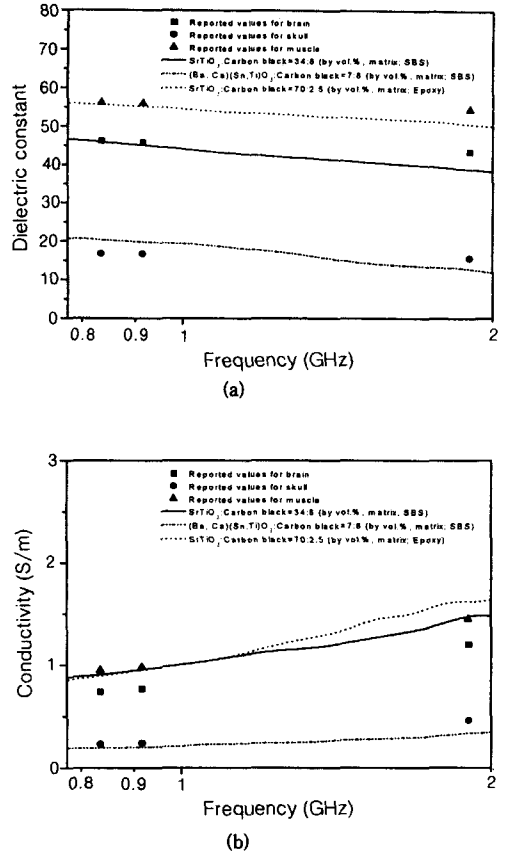 80
70
60
50
40
30
20
10
0
Dielectric constant
Reported values for brain
Reported values for skull
Reported values for muscle
SrTiO3:Carbon black=34:8 (by vol.%, matrix; SBS)
(Ba, Ca)(Sn,Ti)O3:Carbon black=7:8 (by vol.%, matrix; SBS)
SrTiO3:Carbon black=70:2.5 (by vol.%, matrix; Epoxy)
0.8 0.9 1 2
Frequency (GHz)
(a)
3
2
1
0
Conductivity (S/m)
Reported values for brain
Reported values for skull
Reported values for muscle
SrTiO3:Carbon black=34:8 (by vol.%, matrix; SBS)
(Ba, Ca)(Sn,Ti)O3:Carbon black=7:8 (by vol.%, matrix; SBS)
SrTiO3:Carbon black=70:2.5 (by vol.%, matrix; Epoxy)
0.8 0.9 1 2
Frequency (GHz)
(b)